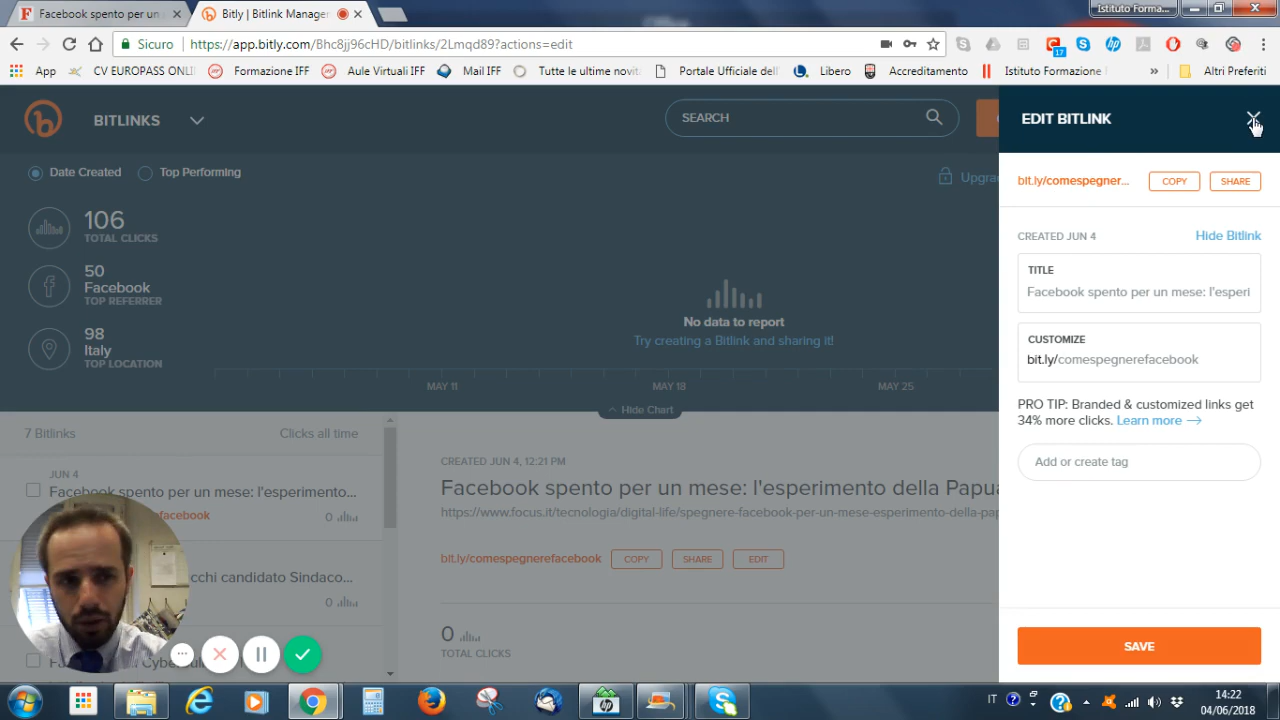 Facebook spento per un
Bitly | Bitlink Manage
Istituto Forma...
Sicuro
https://app.bitly.com/Bhc8jj96cHD/bitlinks/2Lmqd89?actions=edit
17
App
CV EUROPASS ONLI
Formazione IFF
Aule Virtuali IFF
Mail IFF
Tutte le ultime novità
Portale Ufficiale dell'
Libero
Accreditamento
Istituto Formazione
»
Altri Preferiti
BITLINKS
SEARCH
EDIT BITLINK
Date Created
Top Performing
Upgra
bit.ly/comespegner...
COPY
SHARE
106
TOTAL CLICKS
CREATED JUN 4
Hide Bitlink
50
Facebook
TOP REFERRER
TITLE
Facebook spento per un mese: l'esperi
98
Italy
TOP LOCATION
No data to report
Try creating a Bitlink and sharing it!
CUSTOMIZE
bit.ly/comespegnerefacebook
MAY 11
MAY 18
MAY 25
Hide Chart
PRO TIP: Branded & customized links get
34% more clicks. Learn more →
7 Bitlinks
Clicks all time
Add or create tag
JUN 4
Facebook spento per un mese: l'esperimento...
efacebook
0
CREATED JUN 4, 12:21 PM
Facebook spento per un mese: l'esperimento della Papua
https://www.focus.it/tecnologia/digital-life/spegnere-facebook-per-un-mese-esperimento-della-pap
bit.ly/comespegnerefacebook
COPY
SHARE
EDIT
cchi candidato Sindaco...
0
0
TOTAL CLICKS
SAVE
IT
14:22
04/06/2018